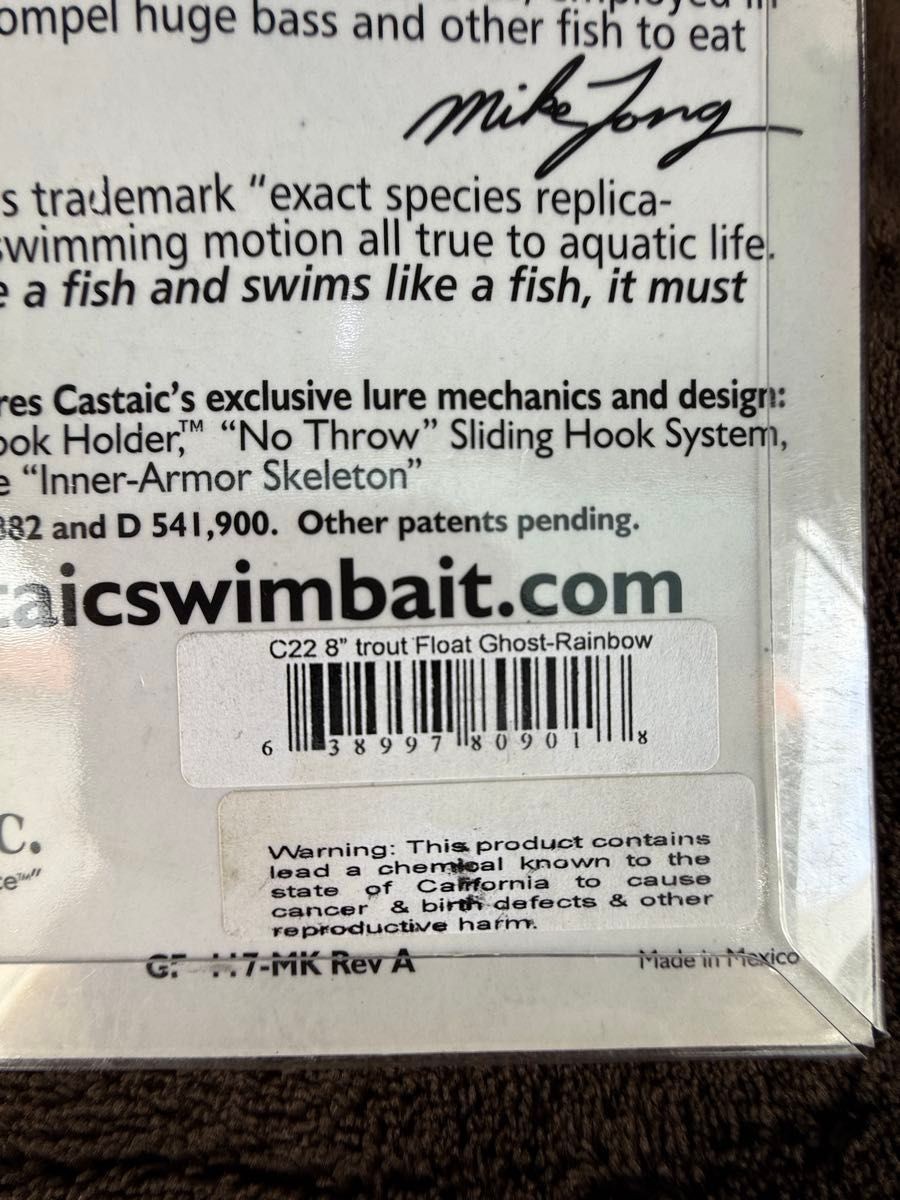 ompel huge bass and other fish to eat
Mike Long
s trademark “exact species replica-
swimming motion all true to aquatic life.
e a fish and swims like a fish, it must
res Castaic’s exclusive lure mechanics and design:
ook Holder,™ “No Throw” Sliding Hook System,
e “Inner-Armor Skeleton”
382 and D 541,900. Other patents pending.
aicswimbait.com
C22 8” trout Float Ghost-Rainbow
6 38997 80901 8
C.
e™”
Warning: This product contains
lead a chemical known to the
state of California to cause
cancer & birth defects & other
reproductive harm.
7-MK Rev A
Made in Mexico